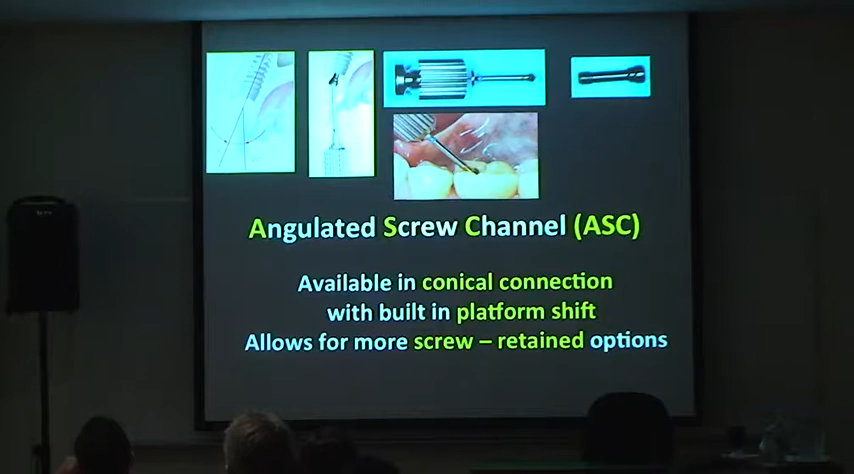 Angulated Screw Channel (ASC)
Available in conical connection
with built in platform shift
Allows for more screw – retained options